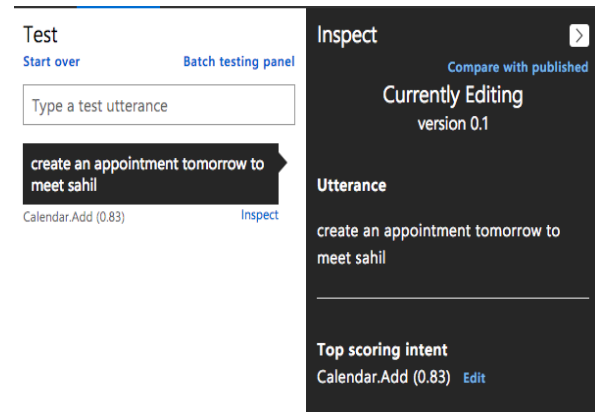 Test
Start over
Batch testing panel
Type a test utterance
create an appointment tomorrow to
meet sahil
Calendar.Add (0.83)
Inspect
Inspect
Compare with published
Currently Editing
version 0.1
Utterance
create an appointment tomorrow to
meet sahil
Top scoring intent
Calendar.Add (0.83) Edit